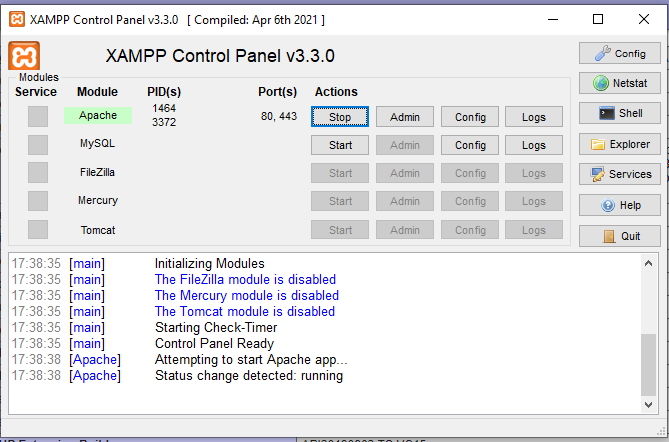 XAMPP Control Panel v3.3.0 [ Compiled: Apr 6th 2021 ]
XAMPP Control Panel v3.3.0
Config
Modules
Service Module PID(s) Port(s) Actions
Netstat
Apache 1464 3372 80, 443 Stop Admin Config Logs
Shell
MySQL Start Admin Config Logs
Explorer
FileZilla Start Admin Config Logs
Services
Mercury Start Admin Config Logs
Help
Tomcat Start Admin Config Logs
Quit
17:38:35 [main] Initializing Modules
17:38:35 [main] The FileZilla module is disabled
17:38:35 [main] The Mercury module is disabled
17:38:35 [main] The Tomcat module is disabled
17:38:35 [main] Starting Check-Timer
17:38:35 [main] Control Panel Ready
17:38:38 [Apache] Attempting to start Apache app...
17:38:38 [Apache] Status change detected: running